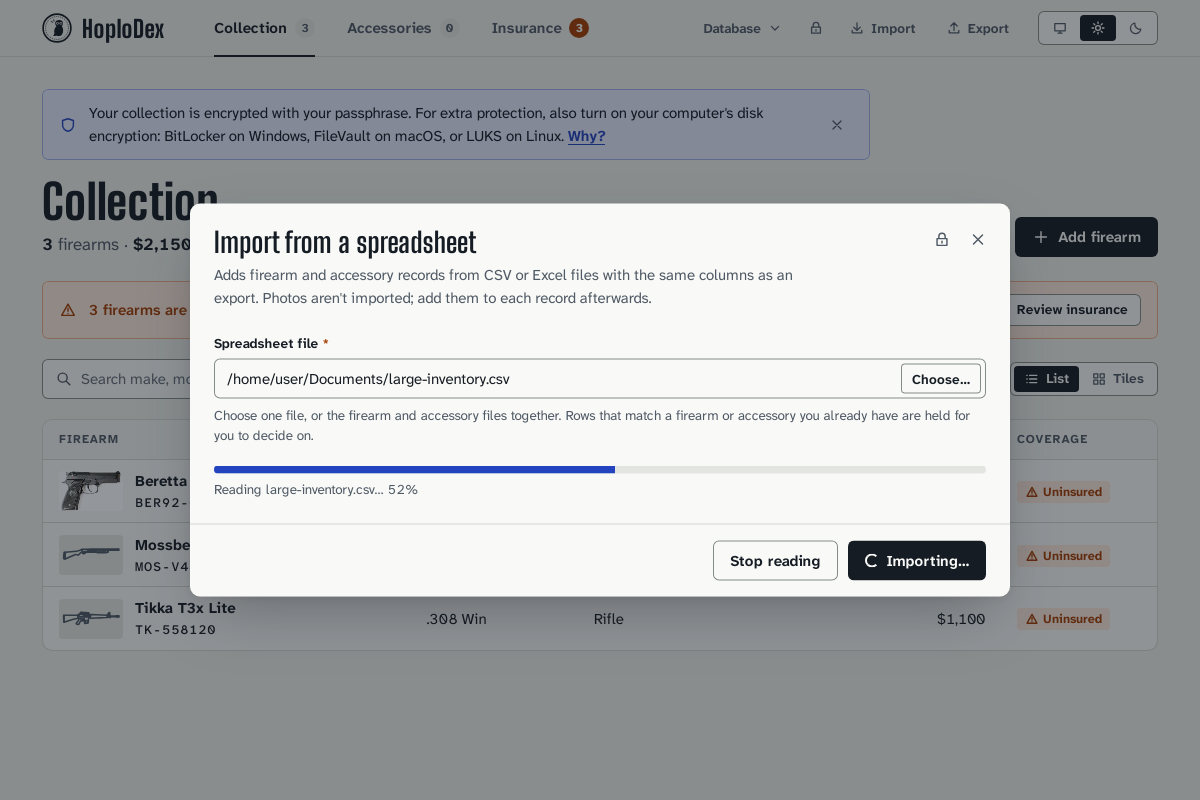 HoploDex
Collection 3
Accessories 0
Insurance 3
Database
Import
Export
Your collection is encrypted with your passphrase. For extra protection, also turn on your computer's disk
encryption: BitLocker on Windows, FileVault on macOS, or LUKS on Linux. Why?
Collection
3 firearms · $2,150
Add firearm
3 firearms are
Review insurance
Search make, mo
List
Tiles
Import from a spreadsheet
Adds firearm and accessory records from CSV or Excel files with the same columns as an
export. Photos aren't imported; add them to each record afterwards.
Spreadsheet file *
/home/user/Documents/large-inventory.csv
Choose...
Choose one file, or the firearm and accessory files together. Rows that match a firearm or accessory you already have are held for
you to decide on.
Reading large-inventory.csv... 52%
Stop reading
Importing...
FIREARM
COVERAGE
Beretta
BER92-
Uninsured
Mossbe
MOS-V4
Uninsured
Tikka T3x Lite
TK-558120
.308 Win
Rifle
$1,100
Uninsured